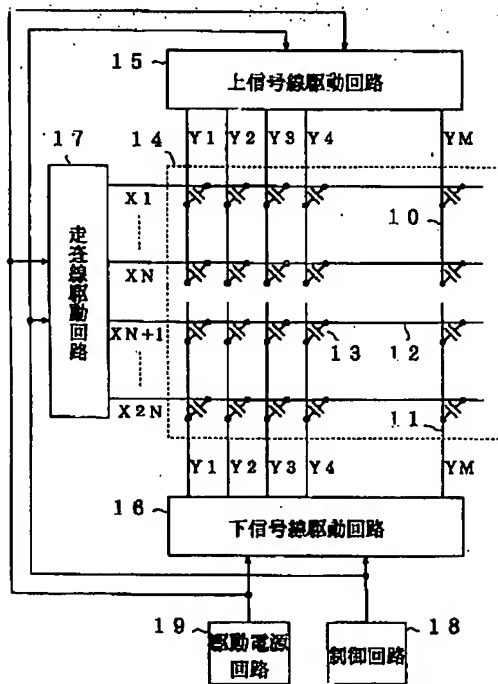 15
上信号線駆動回路
17
14
Y1 Y2 Y3 Y4 YM
走査線駆動回路
X1
10
XN
XN+1
13
12
X2N
11
Y1 Y2 Y3 Y4 YM
16
下信号線駆動回路
19
駆動電源
回路
18
制御回路